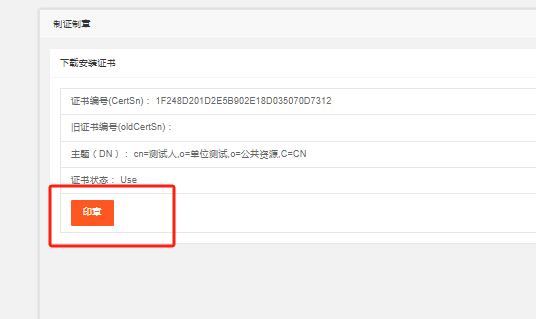 制证制章
下载安装证书
证书编号(CertSn)： 1F248D201D2E5B902E18D035070D7312
旧证书编号(oldCertSn)：
主题（DN）： cn=测试人,o=单位测试,o=公共资源,C=CN
证书状态： Use
印章